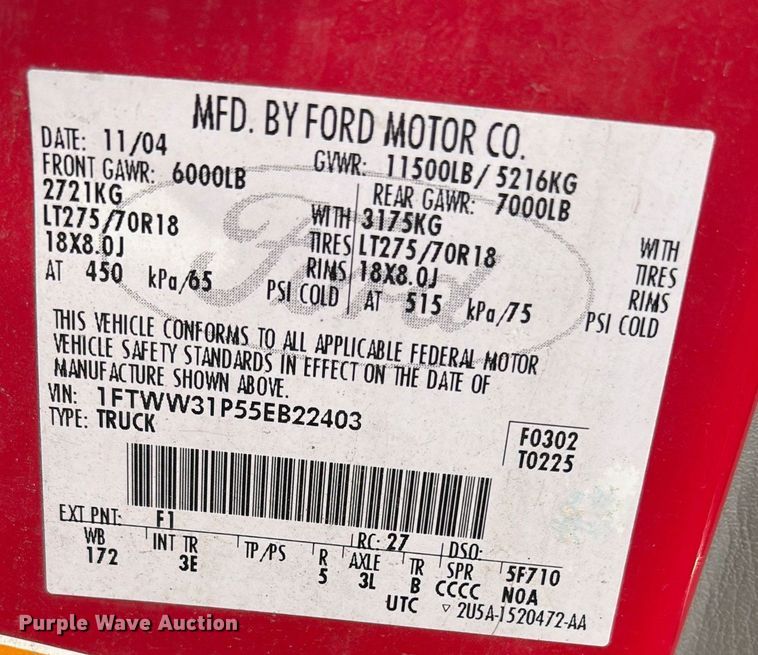 MFD. BY FORD MOTOR CO.
DATE: 11/04 GVWR: 11500LB/ 5216KG
FRONT GAWR: 6000LB REAR GAWR: 7000LB
2721KG WITH 3175KG WITH
LT275/70R18 TIRES LT275/70R18 TIRES
18X8.0J RIMS 18X8.0J RIMS
AT 450 kPa/65 PSI COLD AT 515 kPa/75 PSI COLD
Ford
THIS VEHICLE CONFORMS TO ALL APPLICABLE FEDERAL MOTOR
VEHICLE SAFETY STANDARDS IN EFFECT ON THE DATE OF
MANUFACTURE SHOWN ABOVE.
VIN: 1FTWW31P55EB22403
TYPE: TRUCK
F0302
T0225
EXT PNT: F1 RC: 27 DSO:
WB INT TR TP/PS R AXLE TR SPR 5F710
172 3E 5 3L B CCCC N0A
UTC ▽ 2U5A-1520472-AA
Purple Wave Auction